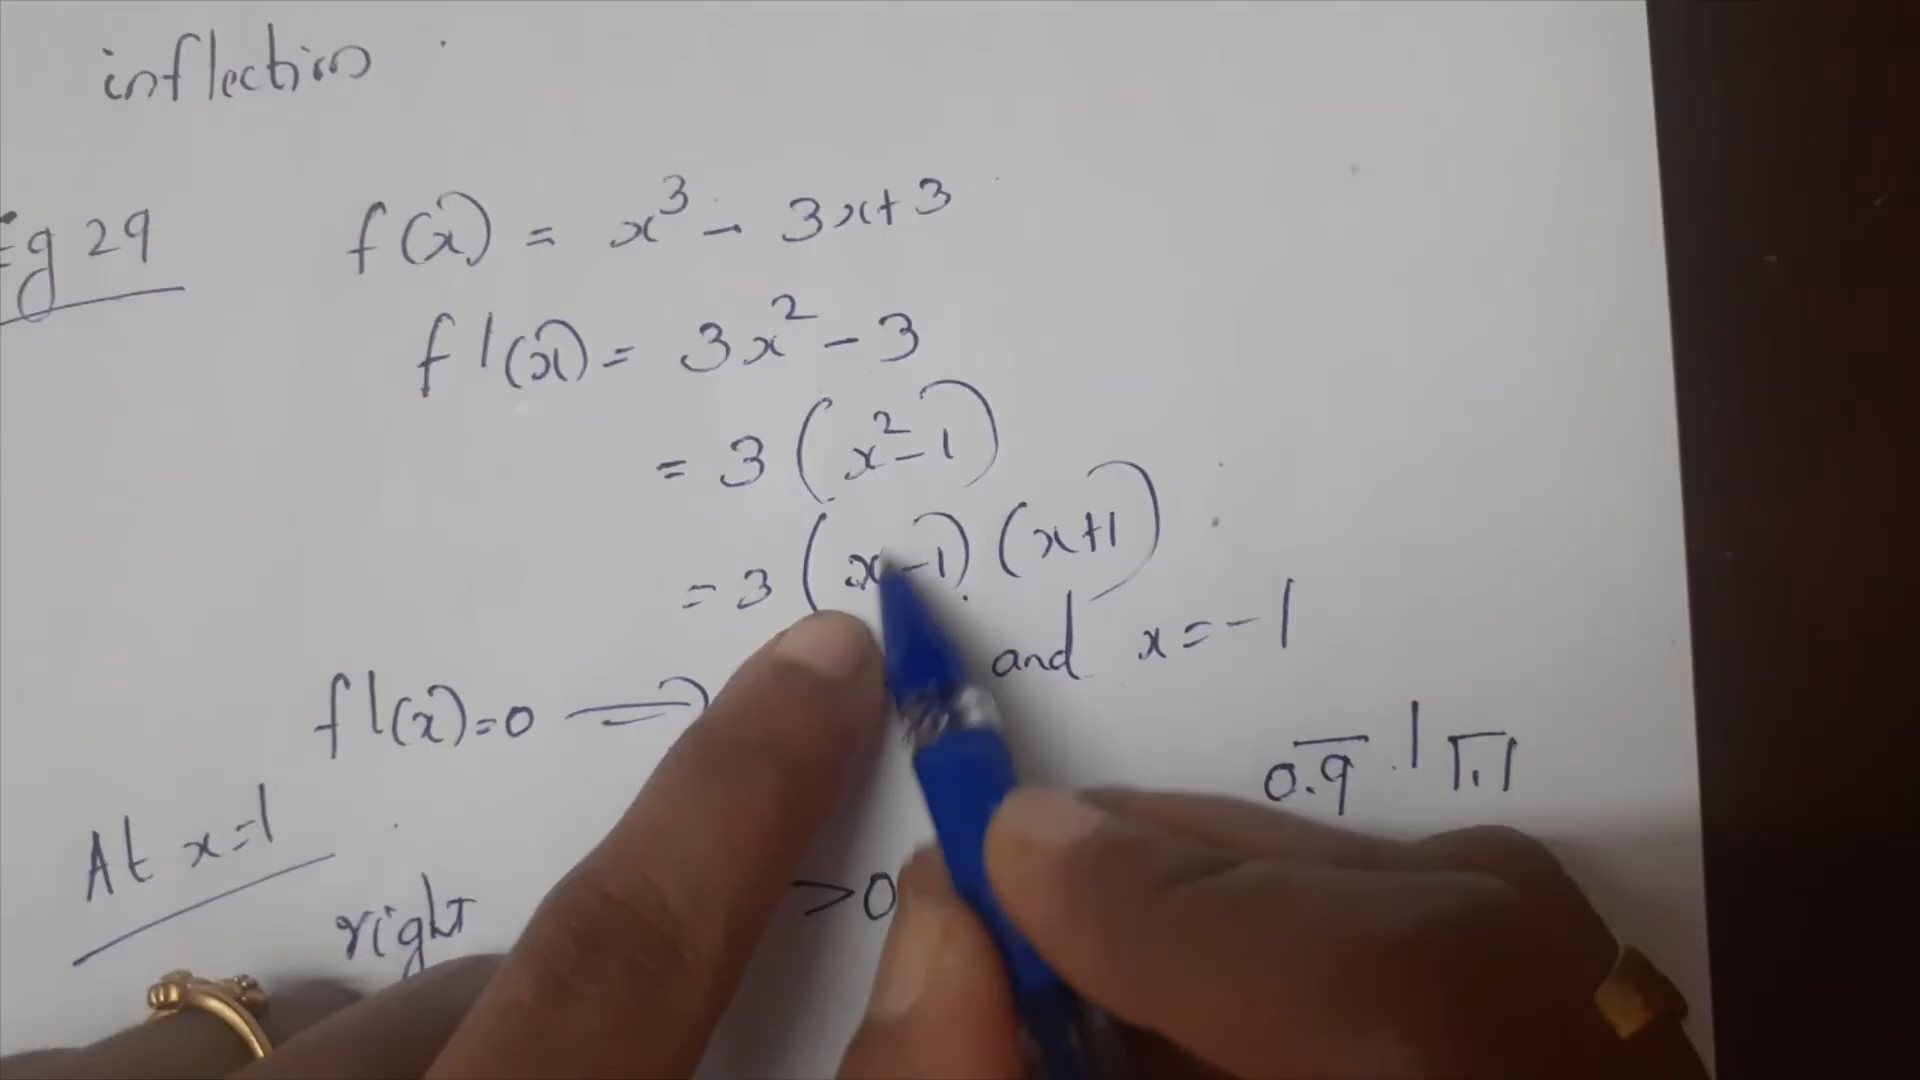 inflection
Eg 29 f(x) = x³ - 3x+3
f'(x) = 3x² - 3
= 3 (x² - 1)
= 3 (x-1) (x+1)
f'(x)=0 ⇒ and x=-1
0.9 1 1.1
At x=1
right >0